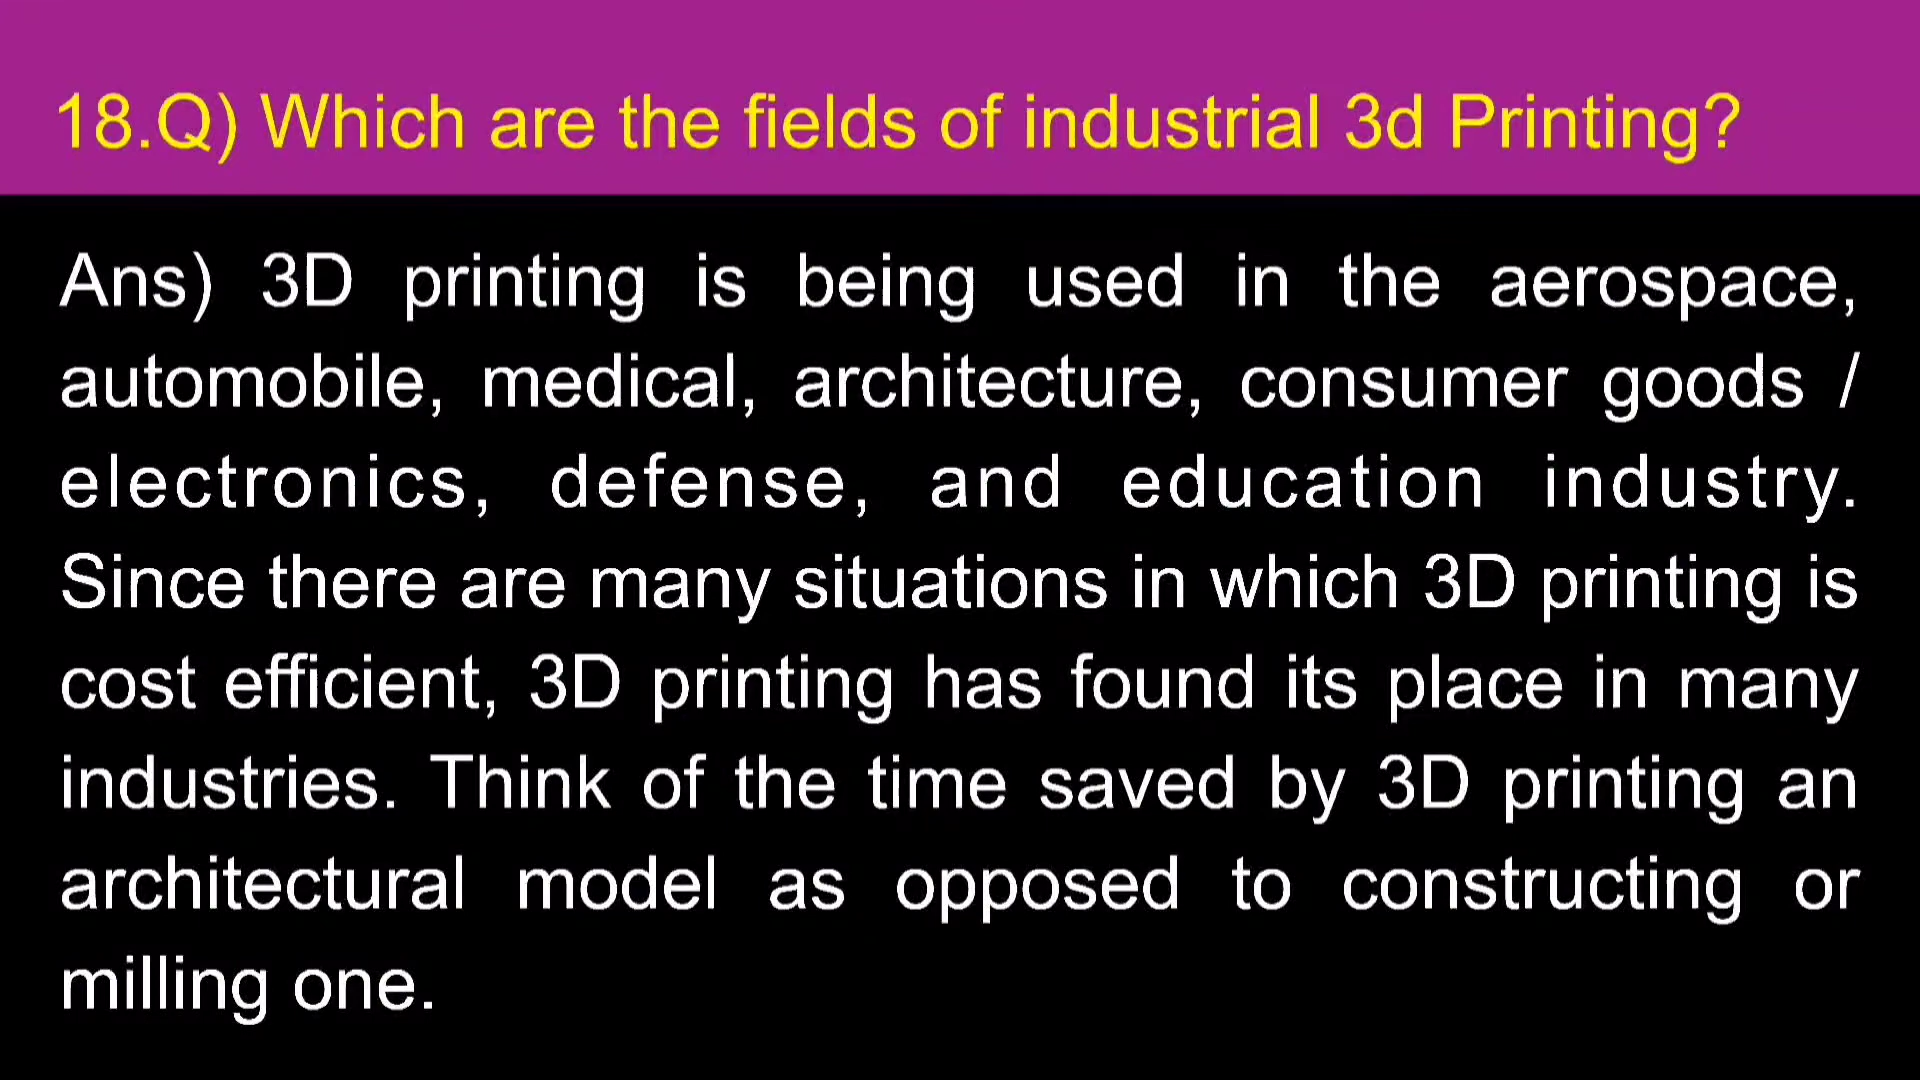 18.Q) Which are the fields of industrial 3d Printing?
Ans) 3D printing is being used in the aerospace,
automobile, medical, architecture, consumer goods /
electronics, defense, and education industry.
Since there are many situations in which 3D printing is
cost efficient, 3D printing has found its place in many
industries. Think of the time saved by 3D printing an
architectural model as opposed to constructing or
milling one.